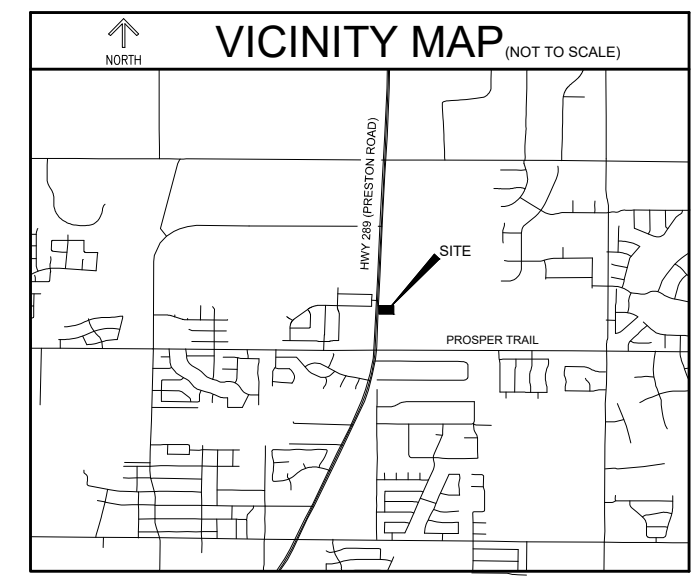 NORTH
VICINITY MAP (NOT TO SCALE)
HWY 289 (PRESTON ROAD)
SITE
PROSPER TRAIL